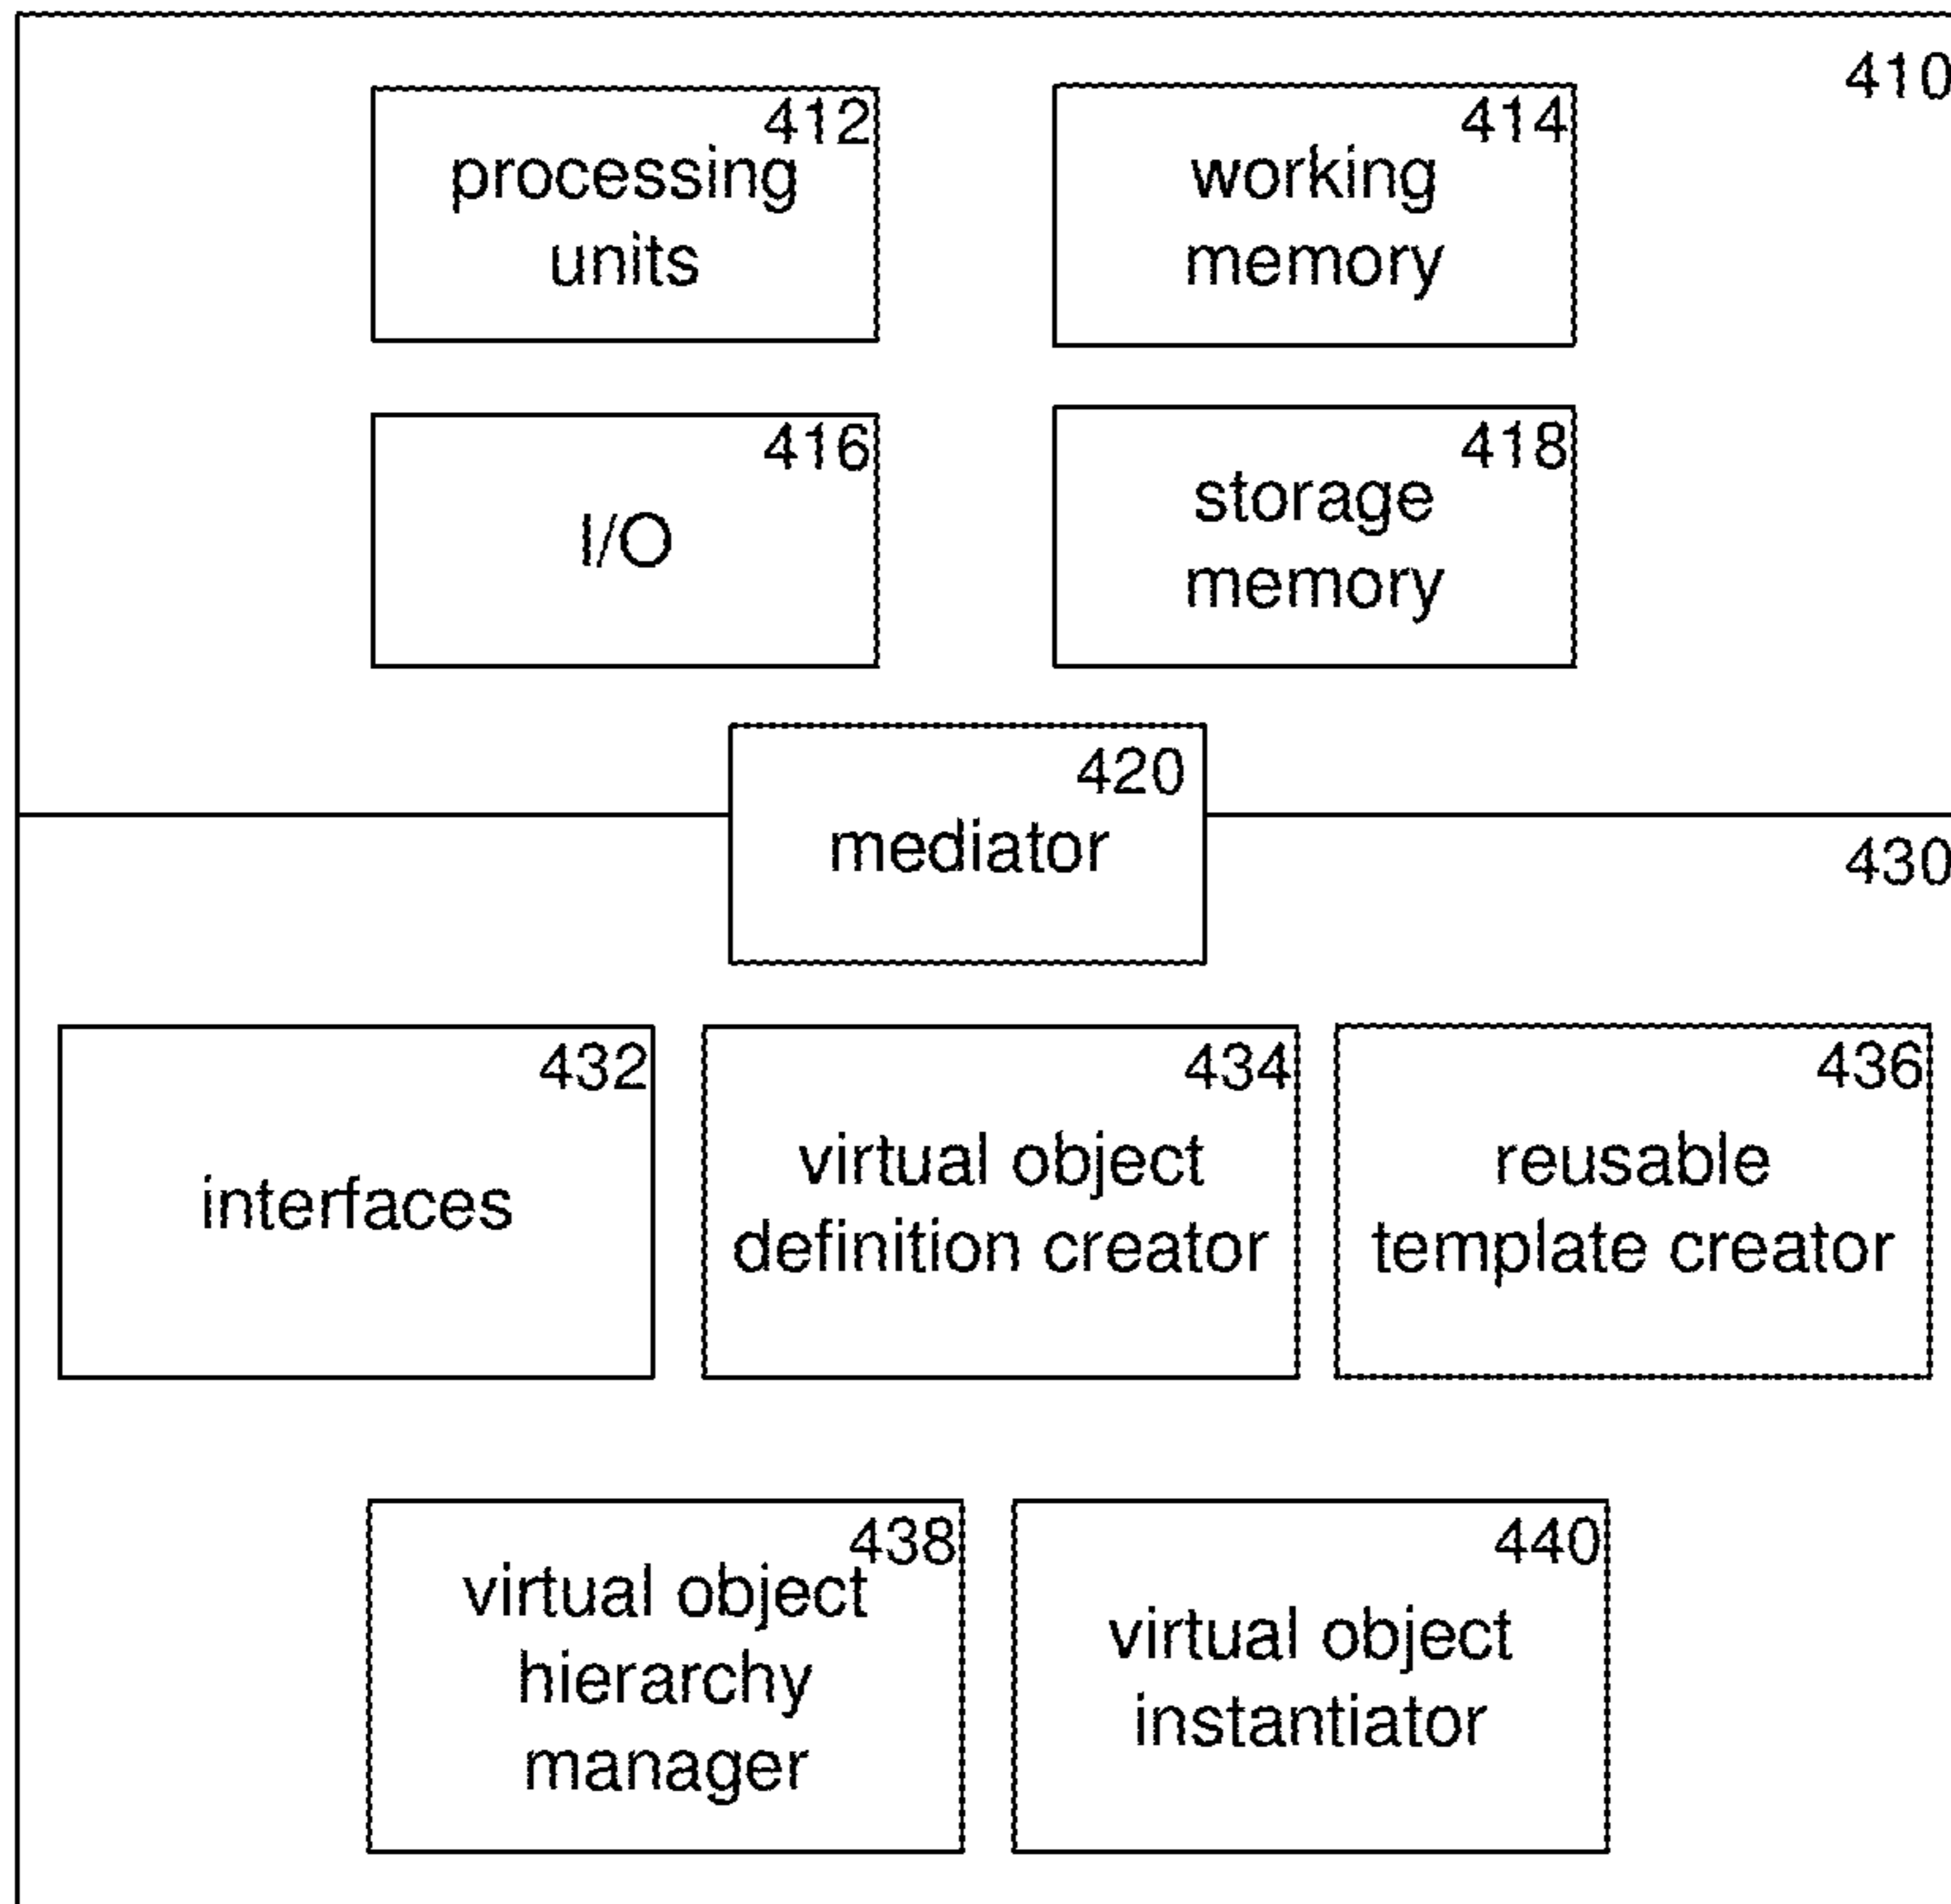 410
412
processing
units
414
working
memory
416
I/O
418
storage
memory
420
mediator
430
432
interfaces
434
virtual object
definition creator
436
reusable
template creator
438
virtual object
hierarchy
manager
440
virtual object
instantiator